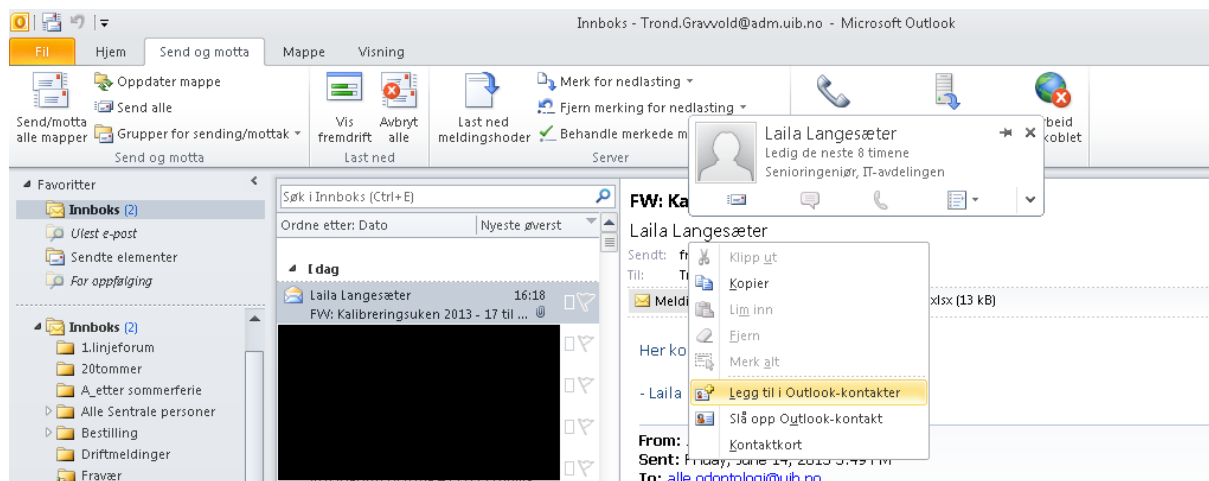 Innboks - Trond.Gravvold@adm.uib.no - Microsoft Outlook
Fil Hjem Send og motta Mappe Visning
Send/motta alle mapper
Oppdater mappe
Send alle
Grupper for sending/mottak
Send og motta
Vis fremdrift
Avbryt alle
Last ned
Last ned meldingshoder
Merk for nedlasting
Fjern merking for nedlasting
Behandle merkede m
Server
Laila Langesæter
Ledig de neste 8 timene
Senioringeniør, IT-avdelingen
Favoritter
Innboks (2)
Ulest e-post
Sendte elementer
For oppfølging
Innboks (2)
1.linjeforum
20tommer
A_etter sommerferie
Alle Sentrale personer
Bestilling
Driftmeldinger
Fravær
Søk i Innboks (Ctrl+E)
Ordne etter: Dato Nyeste øverst
I dag
Laila Langesæter 16:18
FW: Kalibreringsuken 2013 - 17 til ...
FW: Ka
Laila Langesæter
Sendt: fr
Til: Tr
Meldi xlsx (13 kB)
Her ko
- Laila
Klipp ut
Kopier
Lim inn
Fjern
Merk alt
Legg til i Outlook-kontakter
Slå opp Outlook-kontakt
Kontaktkort
From:
Sent: Friday, June 14, 2013 3:49 PM
To: alle.odontologi@uib.no